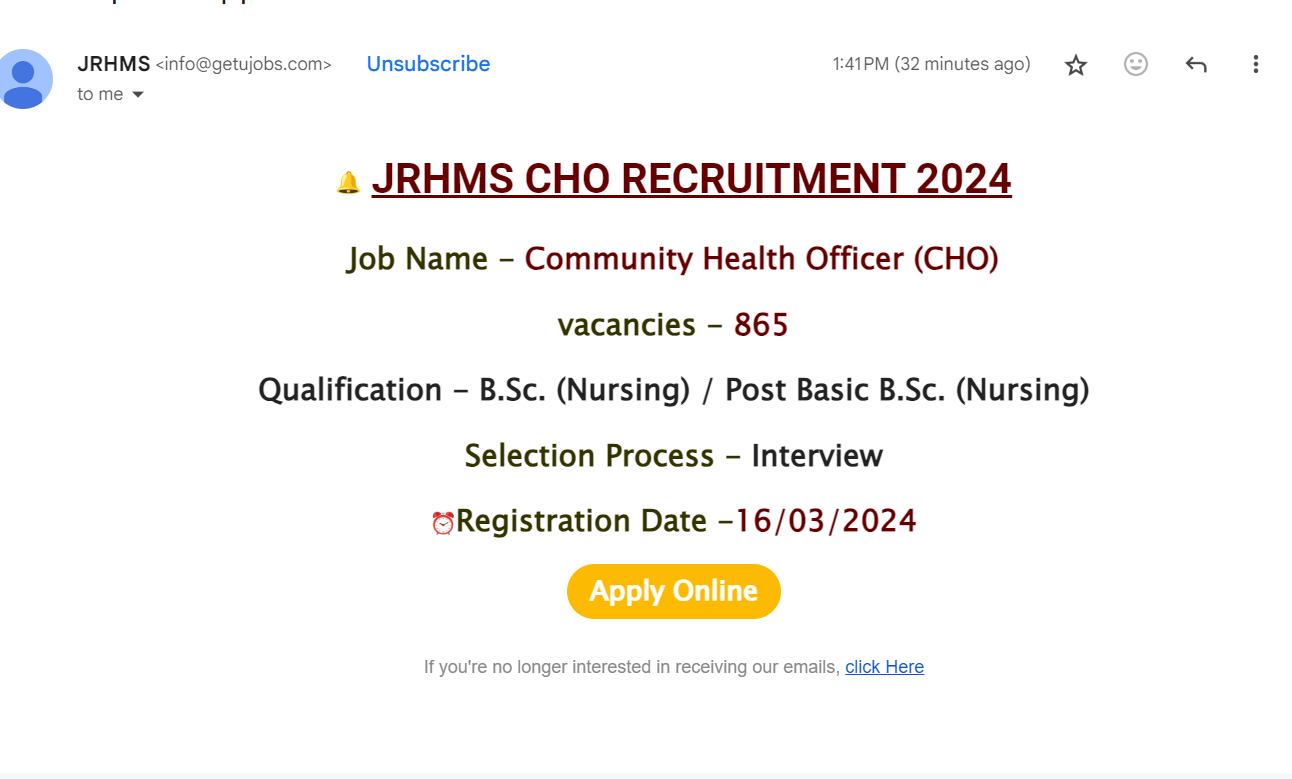 JRHMS <info@getujobs.com> Unsubscribe 1:41 PM (32 minutes ago)
to me
🔔 JRHMS CHO RECRUITMENT 2024
Job Name – Community Health Officer (CHO)
vacancies – 865
Qualification – B.Sc. (Nursing) / Post Basic B.Sc. (Nursing)
Selection Process – Interview
⏰Registration Date –16/03/2024
Apply Online
If you're no longer interested in receiving our emails, click Here